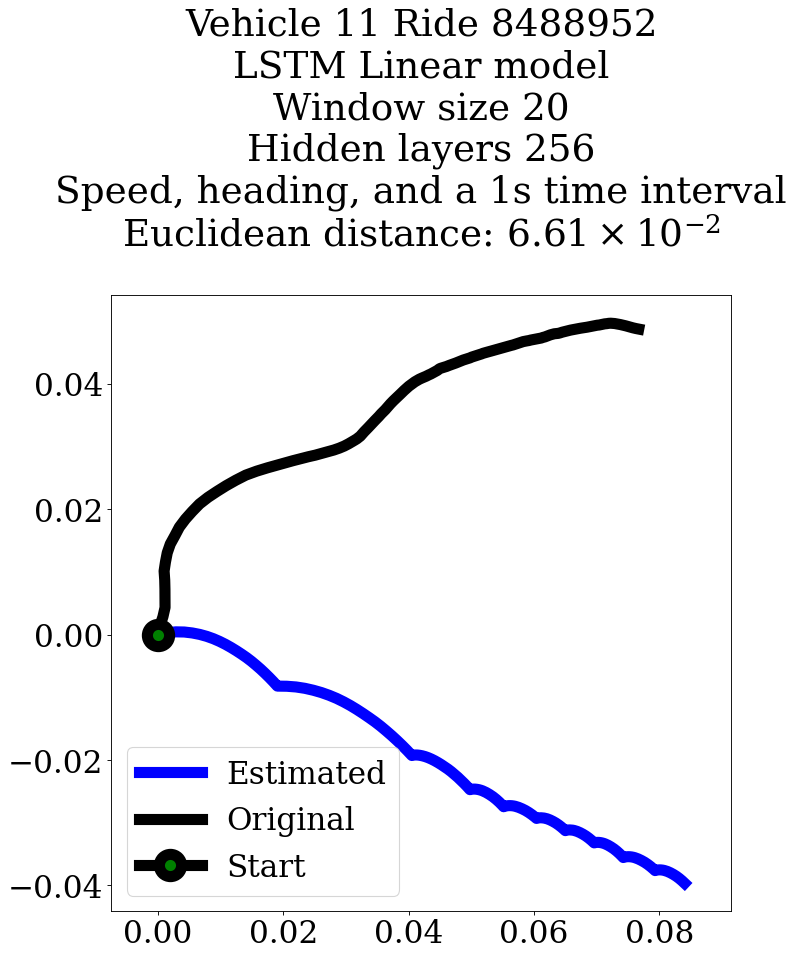 Vehicle 11 Ride 8488952
LSTM Linear model
Window size 20
Hidden layers 256
Speed, heading, and a 1s time interval
Euclidean distance: 6.61 × 10⁻²
0.04
0.02
0.00
−0.02
−0.04
Estimated
Original
Start
0.00 0.02 0.04 0.06 0.08